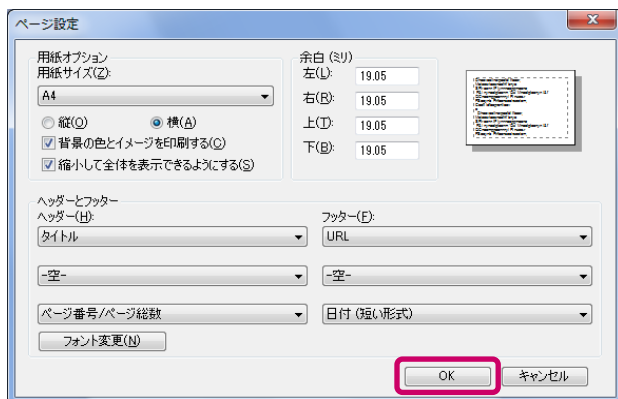 ページ設定
用紙オプション
用紙サイズ(Z):
A4
縦(O) 横(A)
背景の色とイメージを印刷する(C)
縮小して全体を表示できるようにする(S)
余白 (ミリ)
左(L): 19.05
右(R): 19.05
上(T): 19.05
下(B): 19.05
ヘッダーとフッター
ヘッダー(H): フッター(F):
タイトル URL
-空- -空-
ページ番号/ページ総数 日付 (短い形式)
フォント変更(N)
OK キャンセル